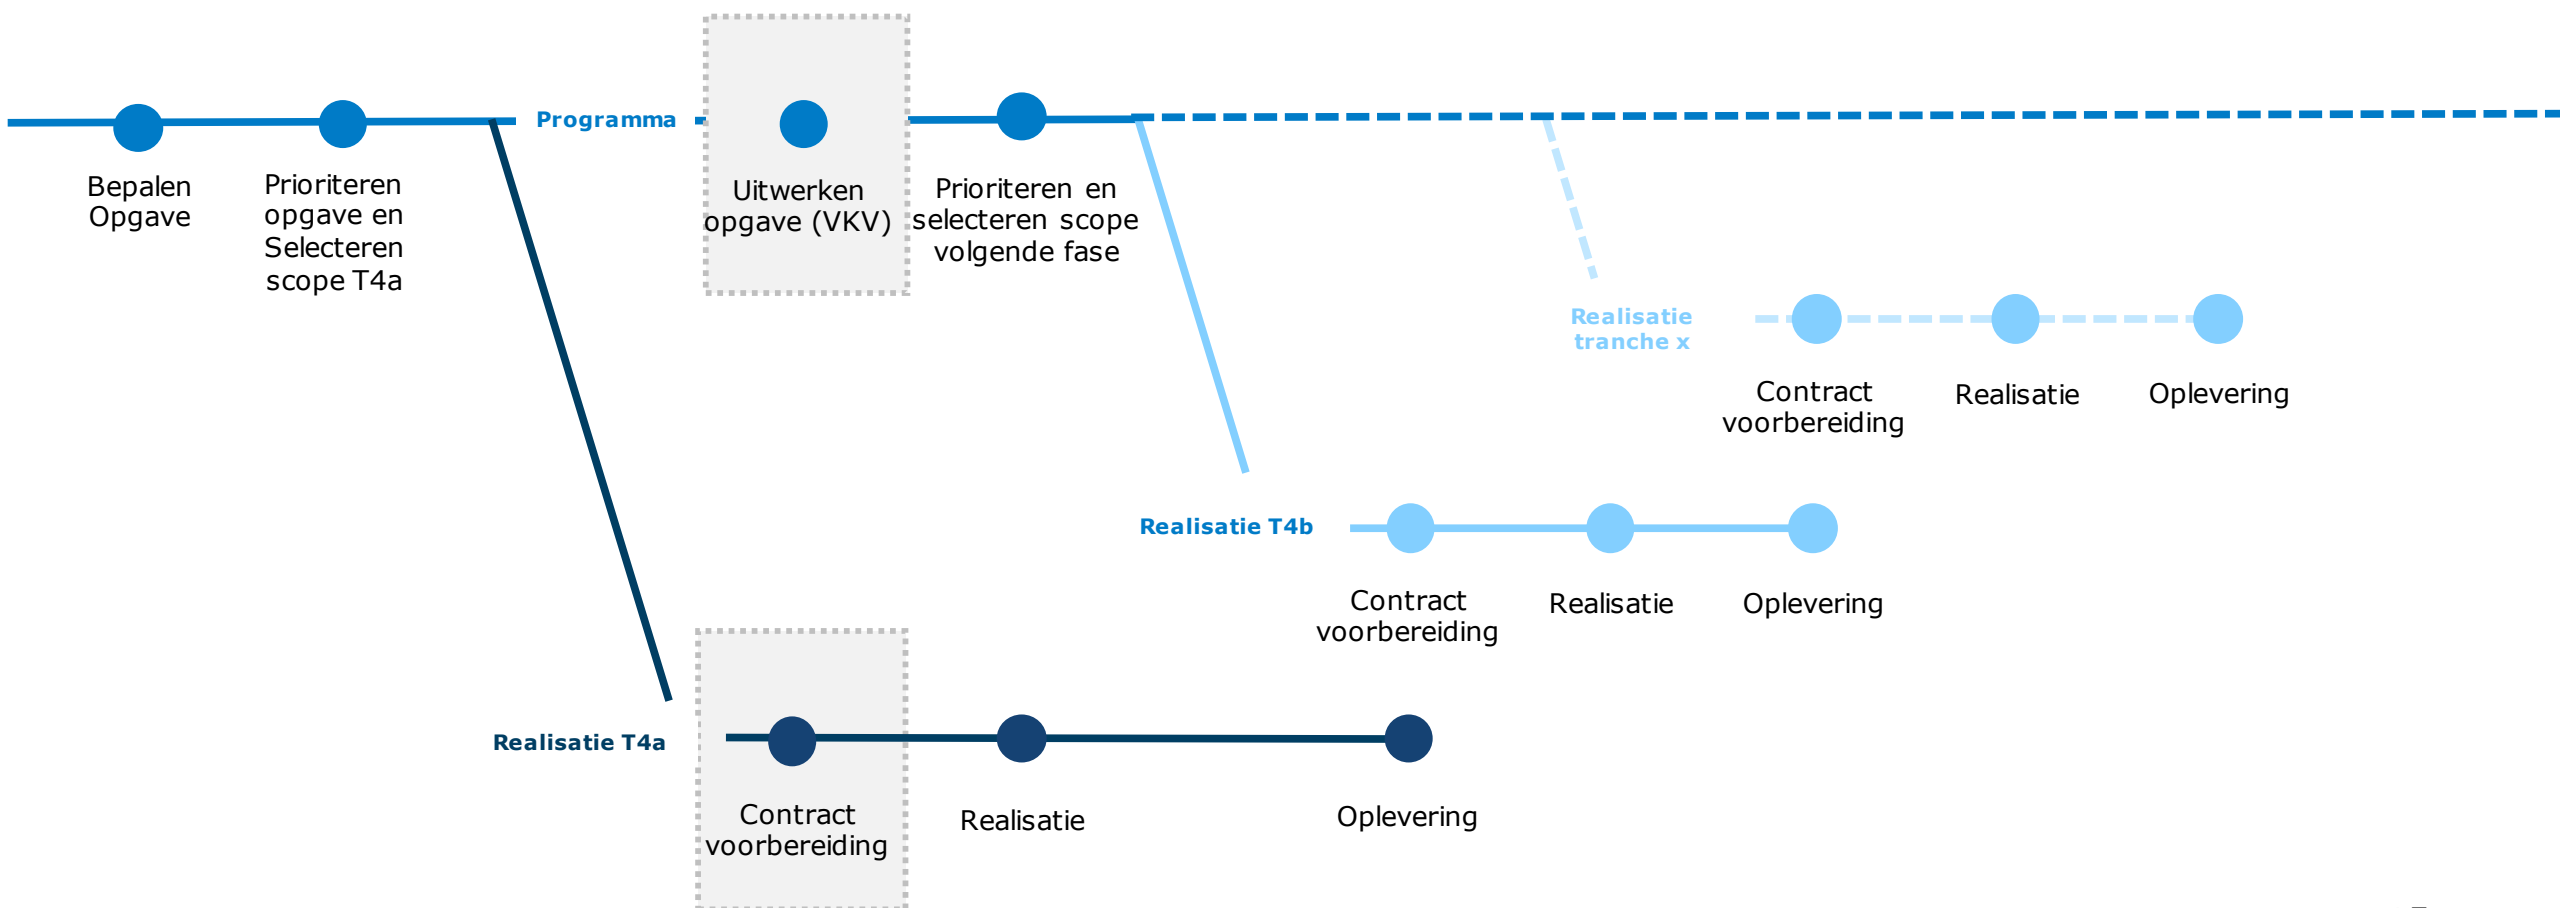 Programma
Bepalen
Opgave
Prioriteren
opgave en
Selecteren
scope T4a
Uitwerken
opgave (VKV)
Prioriteren en
selecteren scope
volgende fase
Realisatie
tranche x
Contract
voorbereiding
Realisatie
Oplevering
Realisatie T4b
Contract
voorbereiding
Realisatie
Oplevering
Realisatie T4a
Contract
voorbereiding
Realisatie
Oplevering